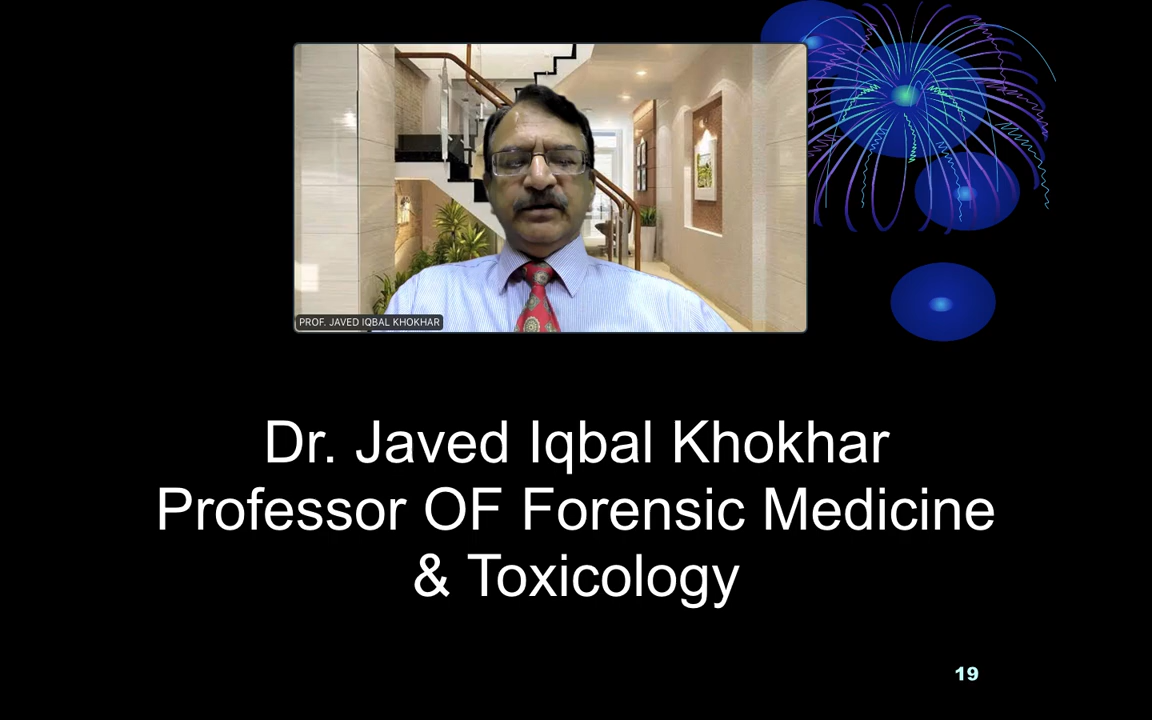 PROF. JAVED IQBAL KHOKHAR
Dr. Javed Iqbal Khokhar
Professor OF Forensic Medicine
& Toxicology
19